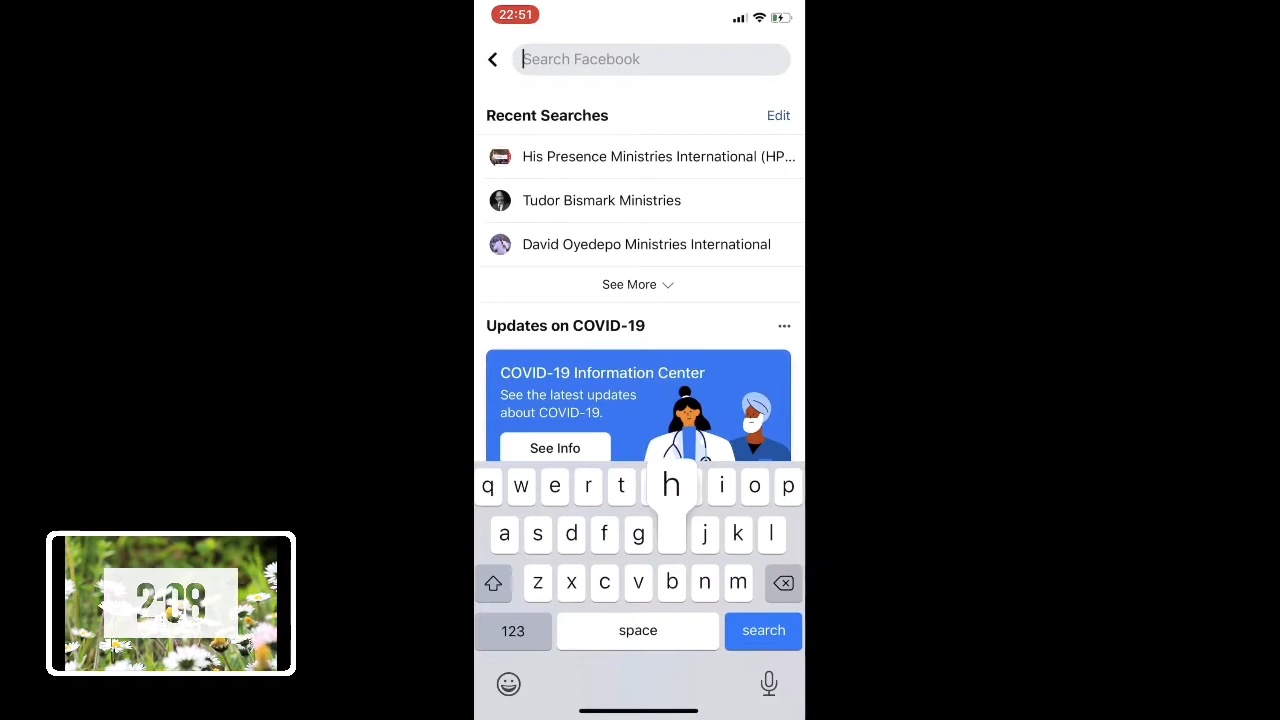 22:51
Search Facebook
Recent Searches
Edit
His Presence Ministries International (HP...
Tudor Bismark Ministries
David Oyedepo Ministries International
See More
Updates on COVID-19
COVID-19 Information Center
See the latest updates
about COVID-19.
See Info
q w e r t h i o p
a s d f g j k l
z x c v b n m
123 space search
2:08